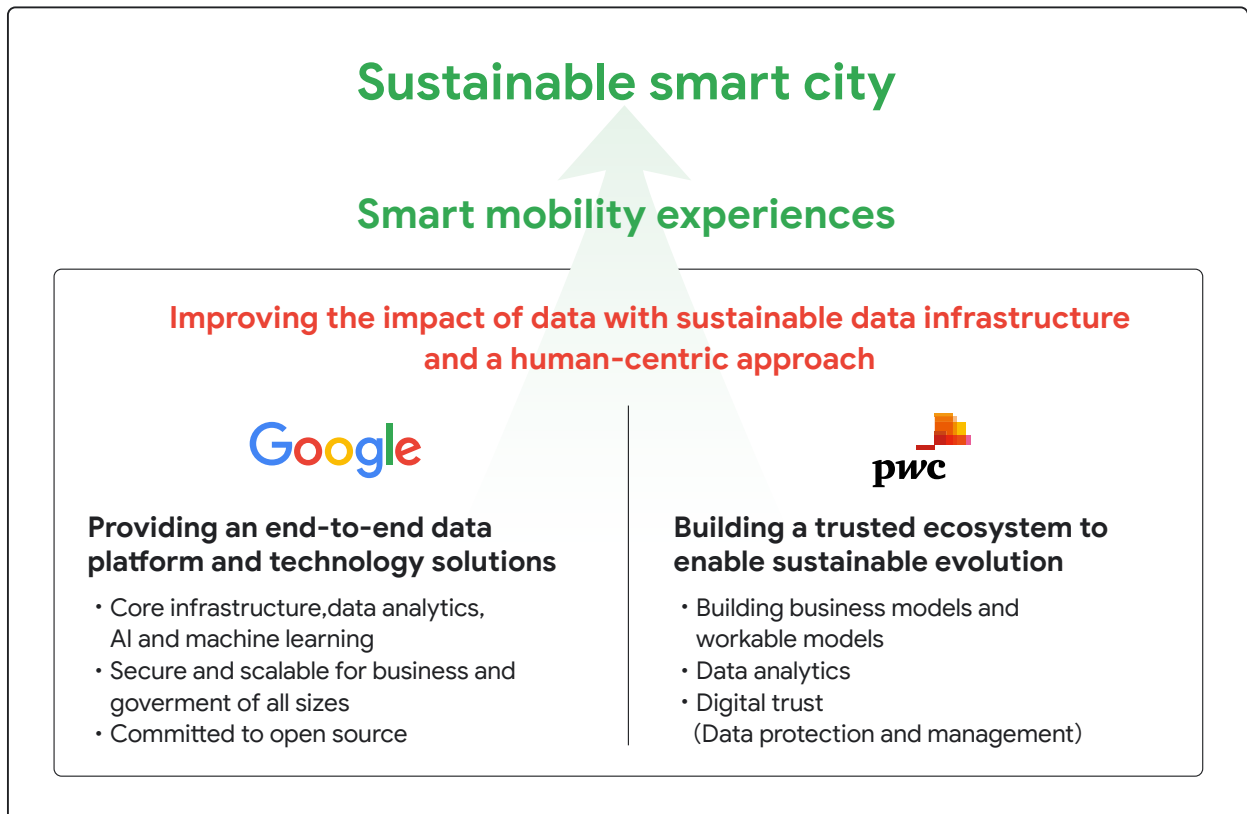 Sustainable smart city
Smart mobility experiences
Improving the impact of data with sustainable data infrastructure
and a human-centric approach
Google
Providing an end-to-end data
platform and technology solutions
・Core infrastructure,data analytics,
AI and machine learning
・Secure and scalable for business and
goverment of all sizes
・Committed to open source
pwc
Building a trusted ecosystem to
enable sustainable evolution
・Building business models and
workable models
・Data analytics
・Digital trust
（Data protection and management）